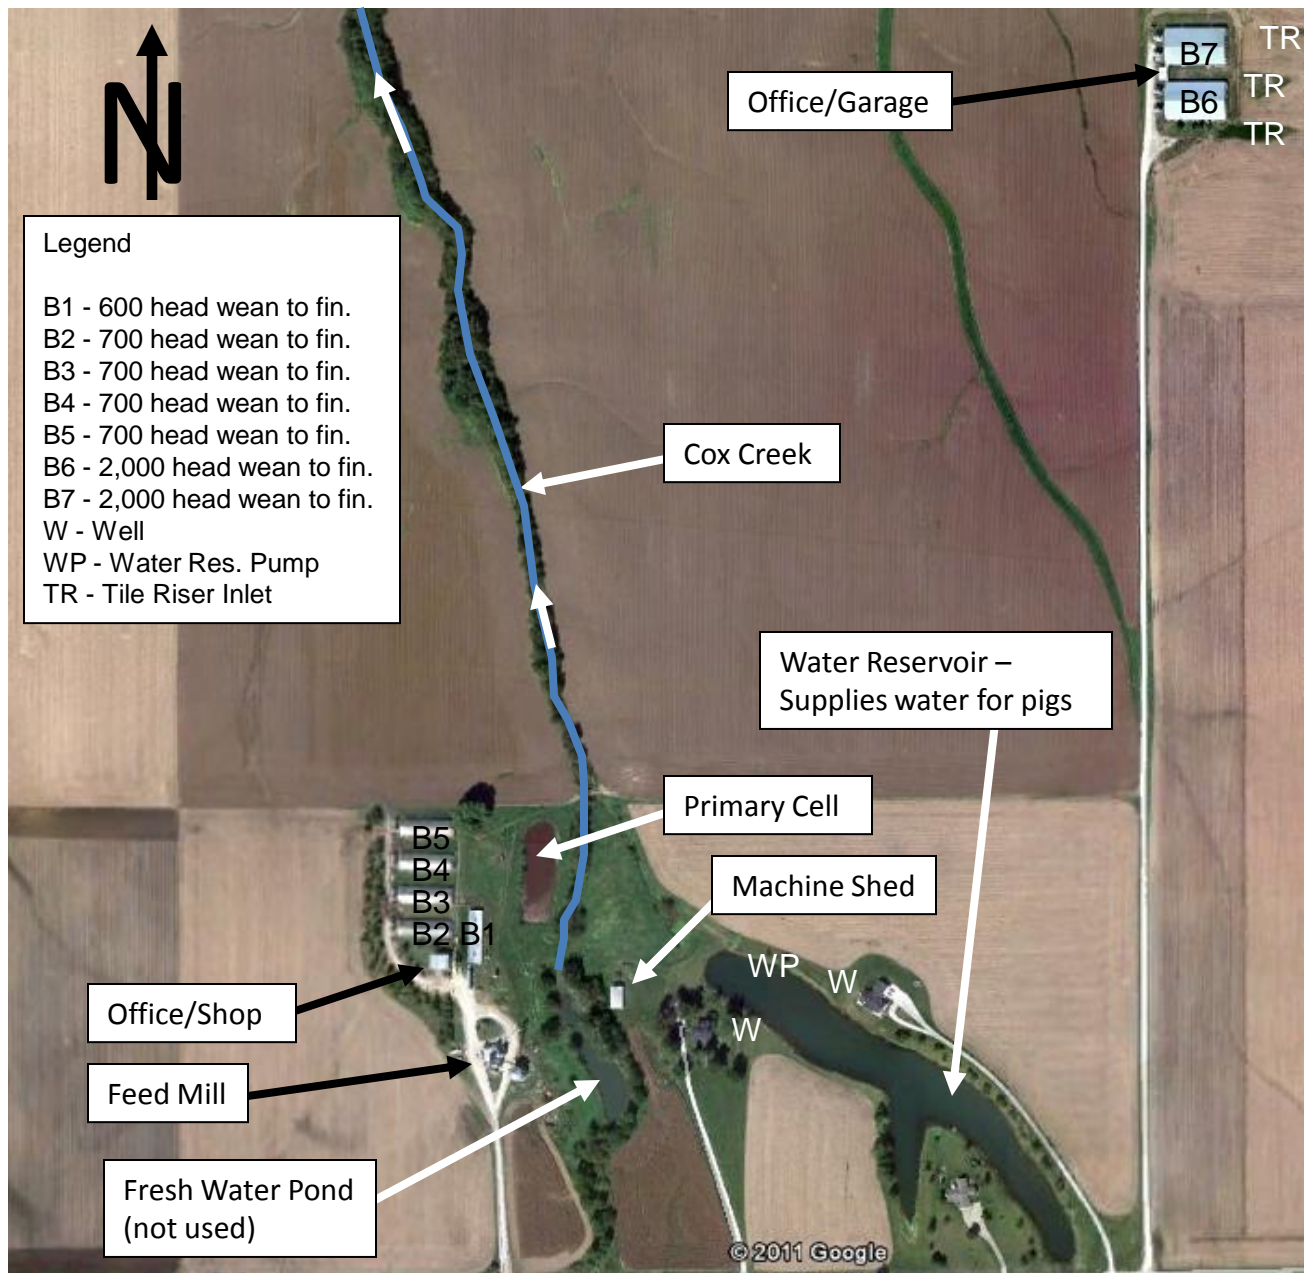 N
Legend
B1 - 600 head wean to fin.
B2 - 700 head wean to fin.
B3 - 700 head wean to fin.
B4 - 700 head wean to fin.
B5 - 700 head wean to fin.
B6 - 2,000 head wean to fin.
B7 - 2,000 head wean to fin.
W - Well
WP - Water Res. Pump
TR - Tile Riser Inlet
Office/Garage
B7
B6
TR
TR
TR
Cox Creek
Water Reservoir –
Supplies water for pigs
Primary Cell
Machine Shed
B5
B4
B3
B2 B1
WP
W
W
Office/Shop
Feed Mill
Fresh Water Pond
(not used)
© 2011 Google